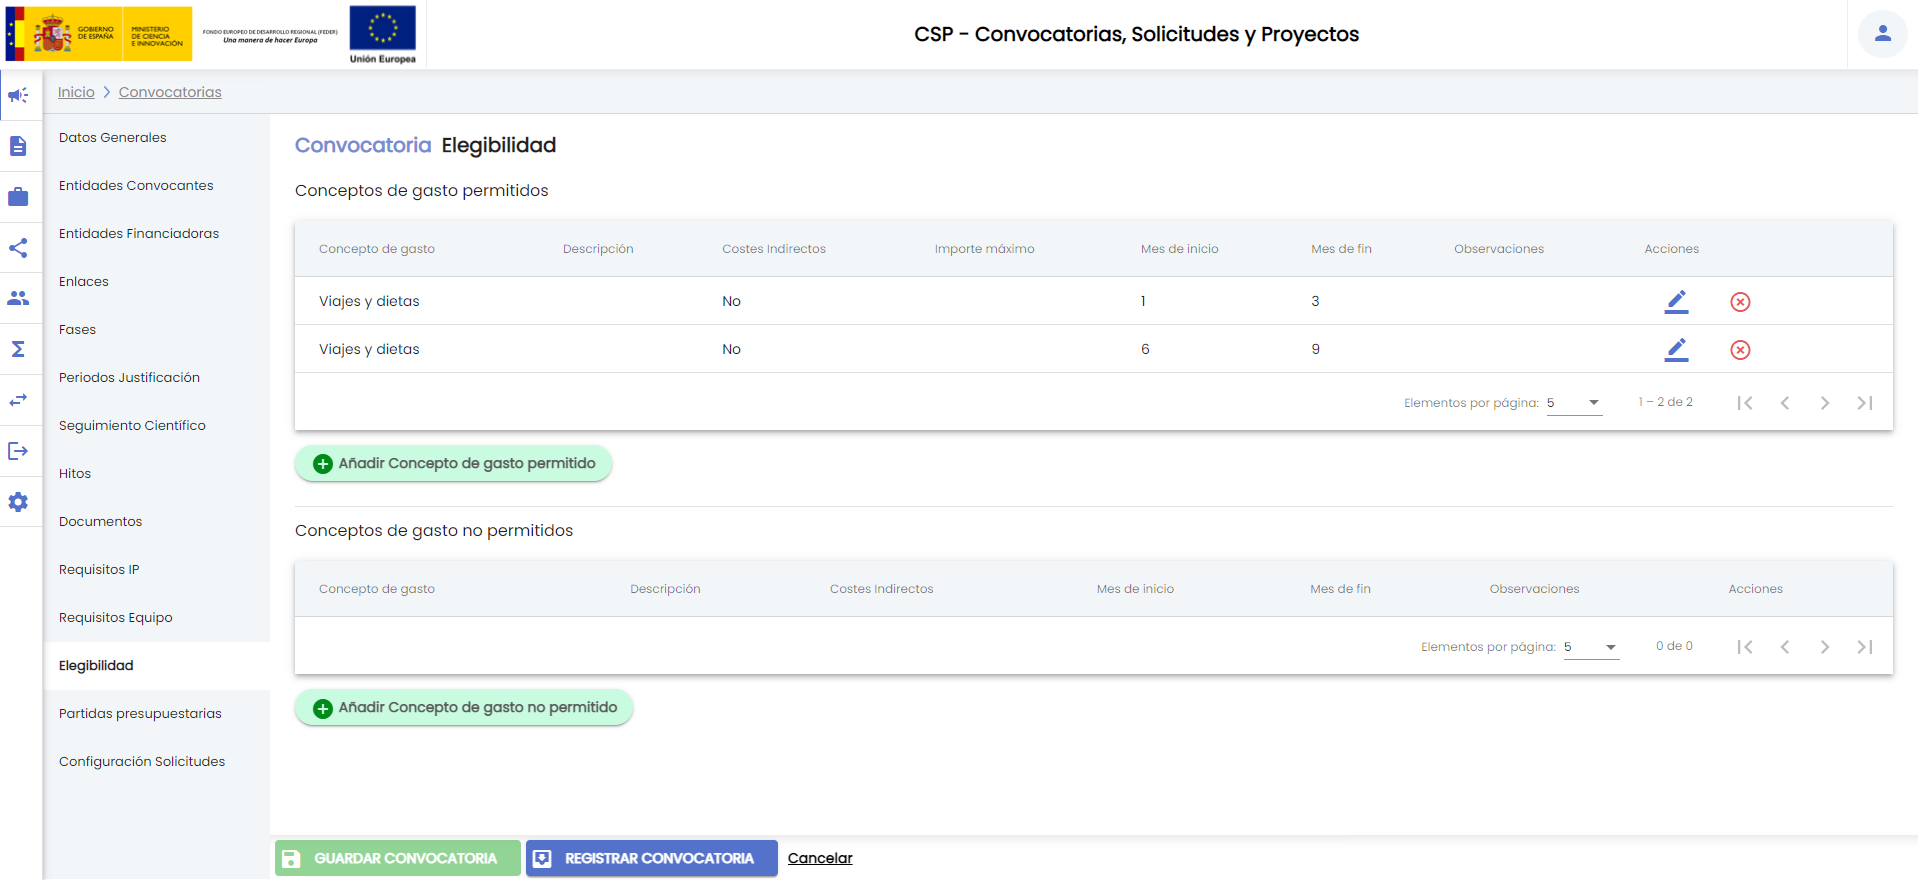 GOBIERNO
DE ESPAÑA
MINISTERIO
DE CIENCIA
E INNOVACIÓN
FONDO EUROPEO DE DESARROLLO REGIONAL (FEDER)
Una manera de hacer Europa
Unión Europea
CSP - Convocatorias, Solicitudes y Proyectos
Inicio > Convocatorias
Datos Generales
Entidades Convocantes
Entidades Financiadoras
Enlaces
Fases
Periodos Justificación
Seguimiento Científico
Hitos
Documentos
Requisitos IP
Requisitos Equipo
Elegibilidad
Partidas presupuestarias
Configuración Solicitudes
Convocatoria Elegibilidad
Conceptos de gasto permitidos
Concepto de gasto Descripción Costes Indirectos Importe máximo Mes de inicio Mes de fin Observaciones Acciones
Viajes y dietas No 1 3
Viajes y dietas No 6 9
Elementos por página: 5 1 – 2 de 2
Añadir Concepto de gasto permitido
Conceptos de gasto no permitidos
Concepto de gasto Descripción Costes Indirectos Mes de inicio Mes de fin Observaciones Acciones
Elementos por página: 5 0 de 0
Añadir Concepto de gasto no permitido
GUARDAR CONVOCATORIA REGISTRAR CONVOCATORIA Cancelar